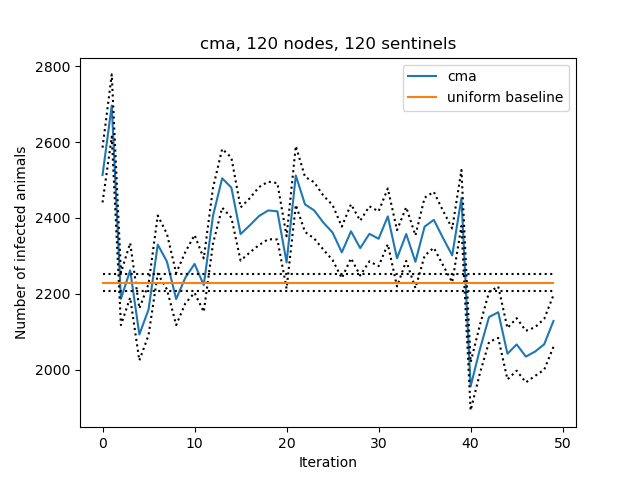 cma, 120 nodes, 120 sentinels
cma
uniform baseline
Number of infected animals
2800
2600
2400
2200
2000
0 10 20 30 40 50
Iteration